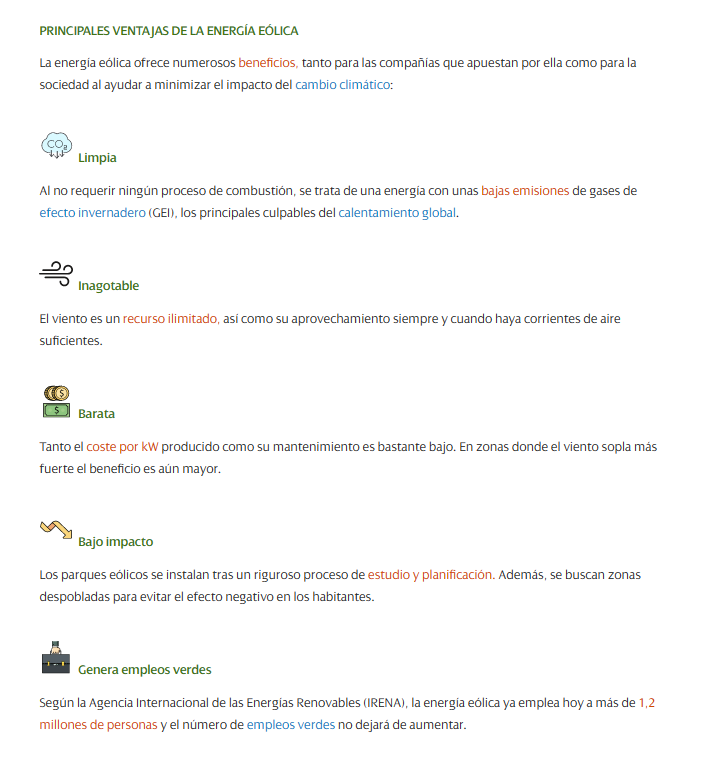 PRINCIPALES VENTAJAS DE LA ENERGÍA EÓLICA
La energía eólica ofrece numerosos beneficios, tanto para las compañías que apuestan por ella como para la
sociedad al ayudar a minimizar el impacto del cambio climático:
CO₂
Limpia
Al no requerir ningún proceso de combustión, se trata de una energía con unas bajas emisiones de gases de
efecto invernadero (GEI), los principales culpables del calentamiento global.
Inagotable
El viento es un recurso ilimitado, así como su aprovechamiento siempre y cuando haya corrientes de aire
suficientes.
$
$
Barata
Tanto el coste por kW producido como su mantenimiento es bastante bajo. En zonas donde el viento sopla más
fuerte el beneficio es aún mayor.
Bajo impacto
Los parques eólicos se instalan tras un riguroso proceso de estudio y planificación. Además, se buscan zonas
despobladas para evitar el efecto negativo en los habitantes.
Genera empleos verdes
Según la Agencia Internacional de las Energías Renovables (IRENA), la energía eólica ya emplea hoy a más de 1,2
millones de personas y el número de empleos verdes no dejará de aumentar.